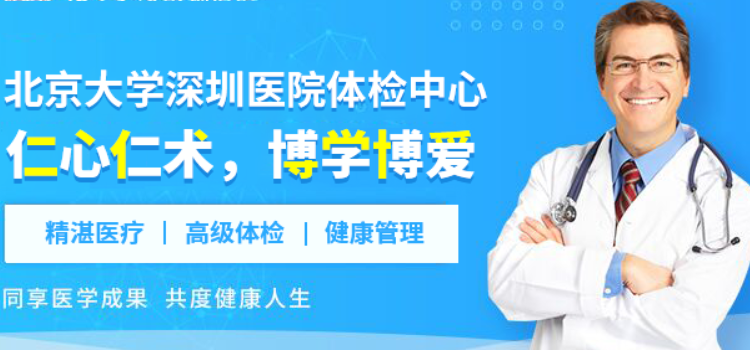 北京大学深圳医院体检中心
仁心仁术，博学博爱
精湛医疗 | 高级体检 | 健康管理
同享医学成果 共度健康人生